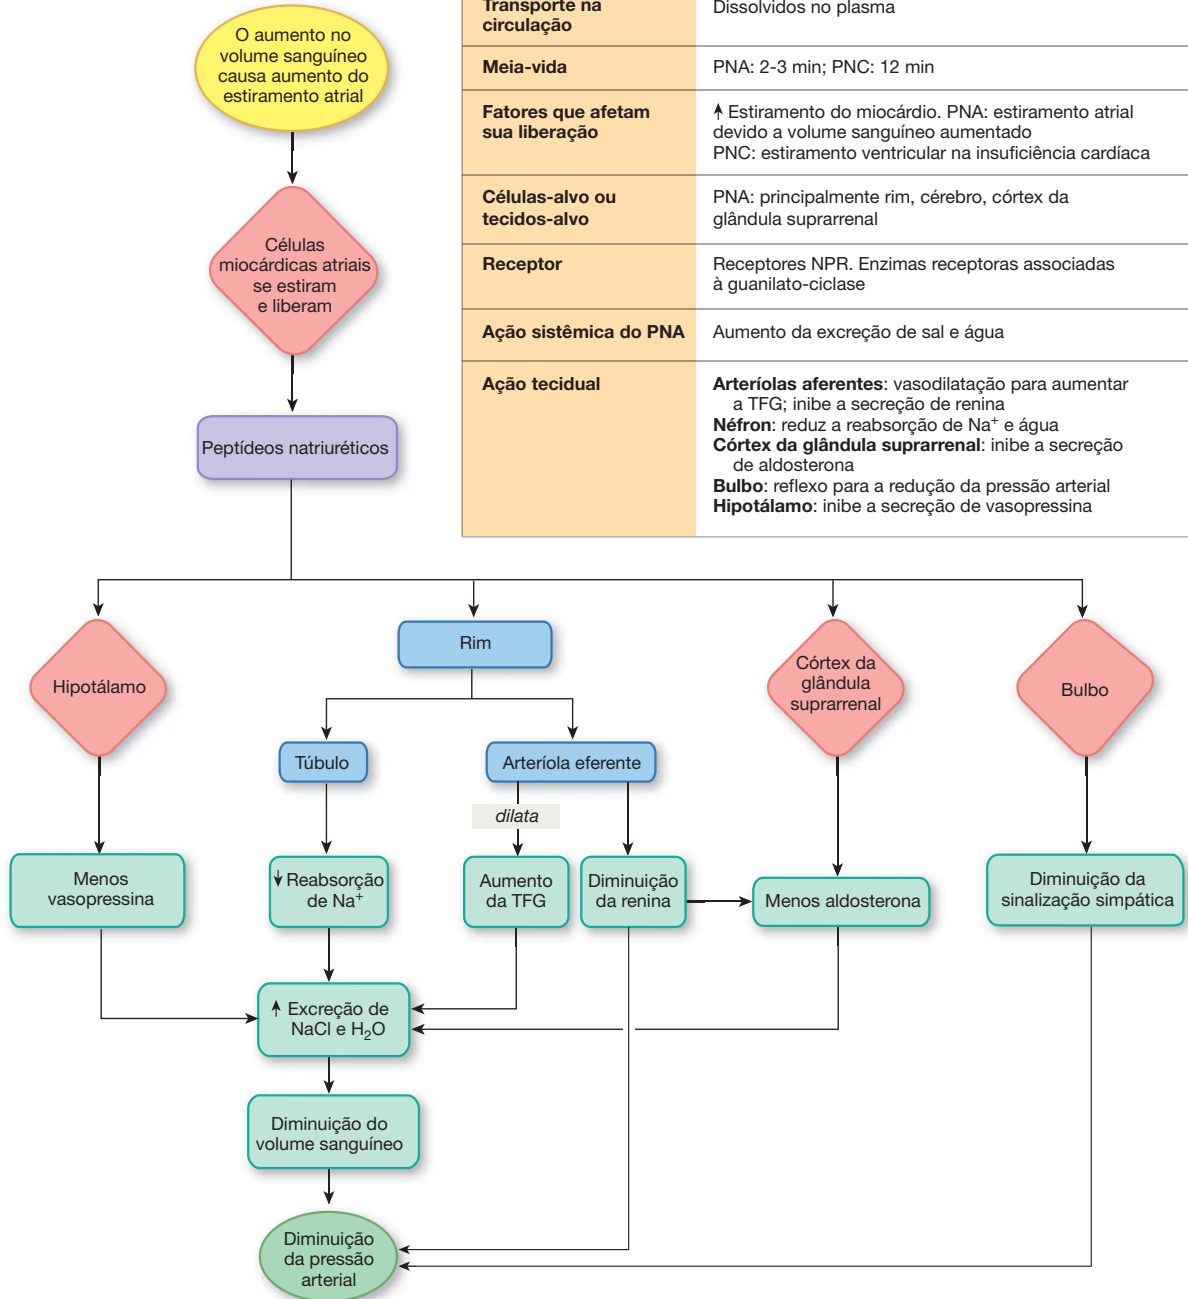 Transporte na
circulação
Dissolvidos no plasma
Meia-vida
PNA: 2-3 min; PNC: 12 min
Fatores que afetam
sua liberação
↑ Estiramento do miocárdio. PNA: estiramento atrial
devido a volume sanguíneo aumentado
PNC: estiramento ventricular na insuficiência cardíaca
Células-alvo ou
tecidos-alvo
PNA: principalmente rim, cérebro, córtex da
glândula suprarrenal
Receptor
Receptores NPR. Enzimas receptoras associadas
à guanilato-ciclase
Ação sistêmica do PNA
Aumento da excreção de sal e água
Ação tecidual
Arteríolas aferentes: vasodilatação para aumentar
a TFG; inibe a secreção de renina
Néfron: reduz a reabsorção de Na⁺ e água
Córtex da glândula suprarrenal: inibe a secreção
de aldosterona
Bulbo: reflexo para a redução da pressão arterial
Hipotálamo: inibe a secreção de vasopressina
O aumento no
volume sanguíneo
causa aumento do
estiramento atrial
Células
miocárdicas atriais
se estiram
e liberam
Peptídeos natriuréticos
Hipotálamo
Rim
Córtex da
glândula
suprarrenal
Bulbo
Túbulo
Arteríola eferente
dilata
Menos
vasopressina
↓ Reabsorção
de Na⁺
Aumento
da TFG
Diminuição
da renina
Menos aldosterona
Diminuição da
sinalização simpática
↑ Excreção de
NaCl e H₂O
Diminuição do
volume sanguíneo
Diminuição
da pressão
arterial